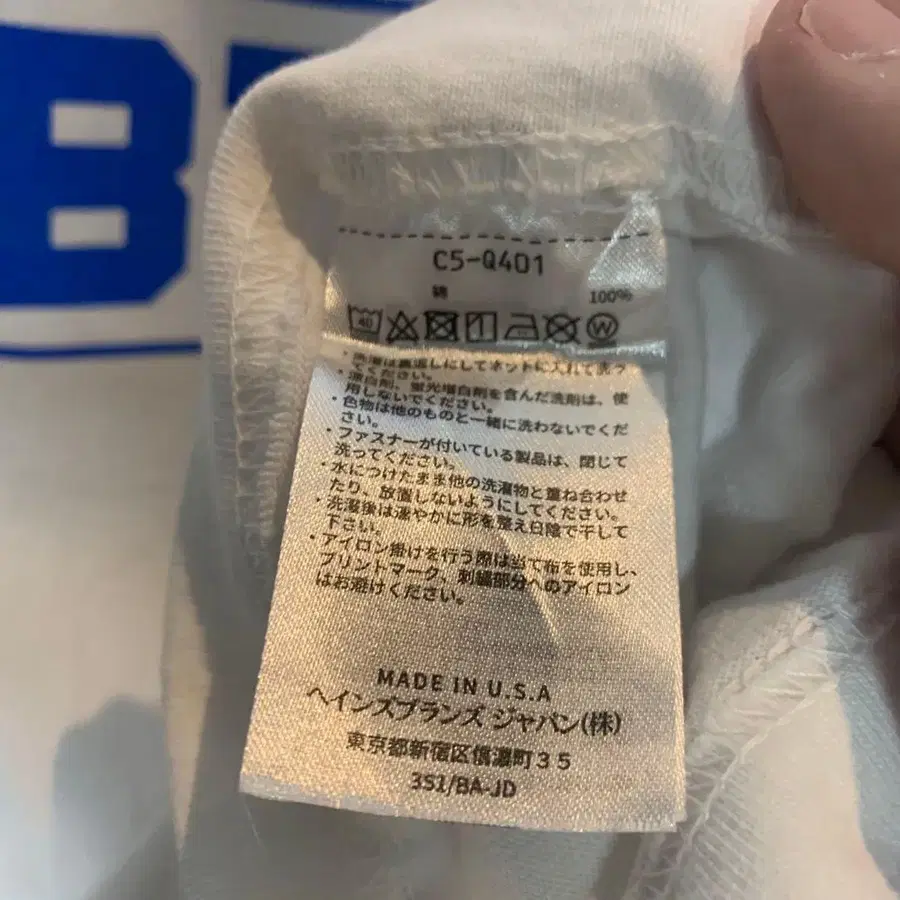 C5-Q401
綿 100%
40 W
・洗濯は裏返しにしてネットに入れて洗っ
てください。
・漂白剤、蛍光増白剤を含んだ洗剤は、使
用しないでください。
・色物は他のものと一緒に洗わないでくだ
さい。
・ファスナーが付いている製品は、閉じて
洗ってください。
・水につけたまま他の洗濯物と重ね合わせ
たり、放置しないようにしてください。
・洗濯後は速やかに形を整え日陰で干して
下さい。
・アイロン掛けを行う際は当て布を使用し、
プリントマーク、刺繍部分へのアイロン
はお避けください。
MADE IN U.S.A
ヘインズブランズ ジャパン(株)
東京都新宿区信濃町35
3S1/BA-JD